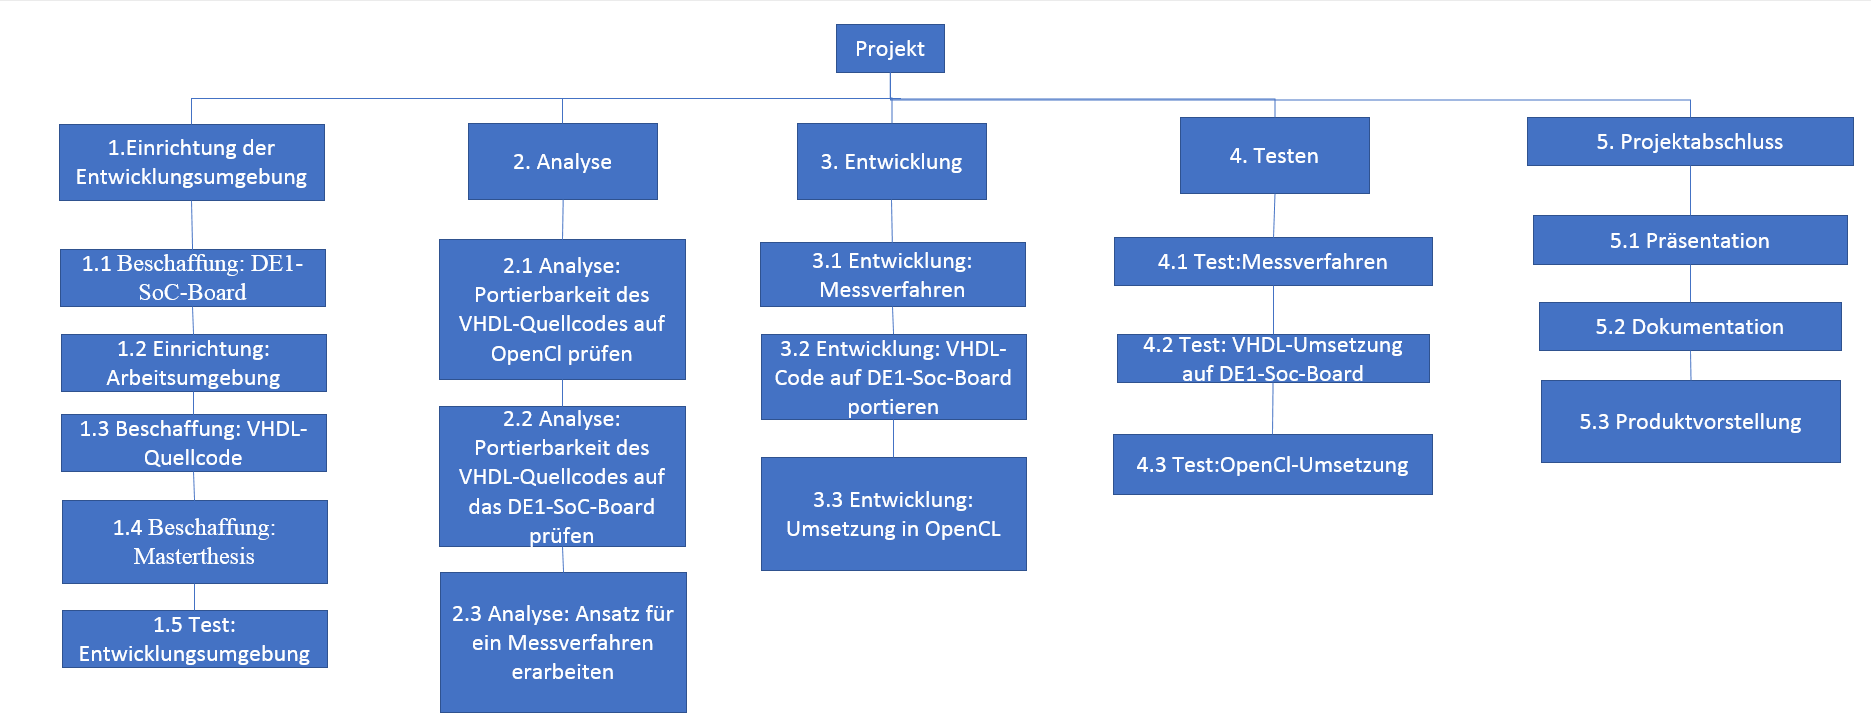 Projekt
1.Einrichtung der
Entwicklungsumgebung
1.1 Beschaffung: DE1-
SoC-Board
1.2 Einrichtung:
Arbeitsumgebung
1.3 Beschaffung: VHDL-
Quellcode
1.4 Beschaffung:
Masterthesis
1.5 Test:
Entwicklungsumgebung
2. Analyse
2.1 Analyse:
Portierbarkeit des
VHDL-Quellcodes auf
OpenCl prüfen
2.2 Analyse:
Portierbarkeit des
VHDL-Quellcodes auf
das DE1-SoC-Board
prüfen
2.3 Analyse: Ansatz für
ein Messverfahren
erarbeiten
3. Entwicklung
3.1 Entwicklung:
Messverfahren
3.2 Entwicklung: VHDL-
Code auf DE1-Soc-Board
portieren
3.3 Entwicklung:
Umsetzung in OpenCL
4. Testen
4.1 Test:Messverfahren
4.2 Test: VHDL-Umsetzung
auf DE1-Soc-Board
4.3 Test:OpenCl-Umsetzung
5. Projektabschluss
5.1 Präsentation
5.2 Dokumentation
5.3 Produktvorstellung